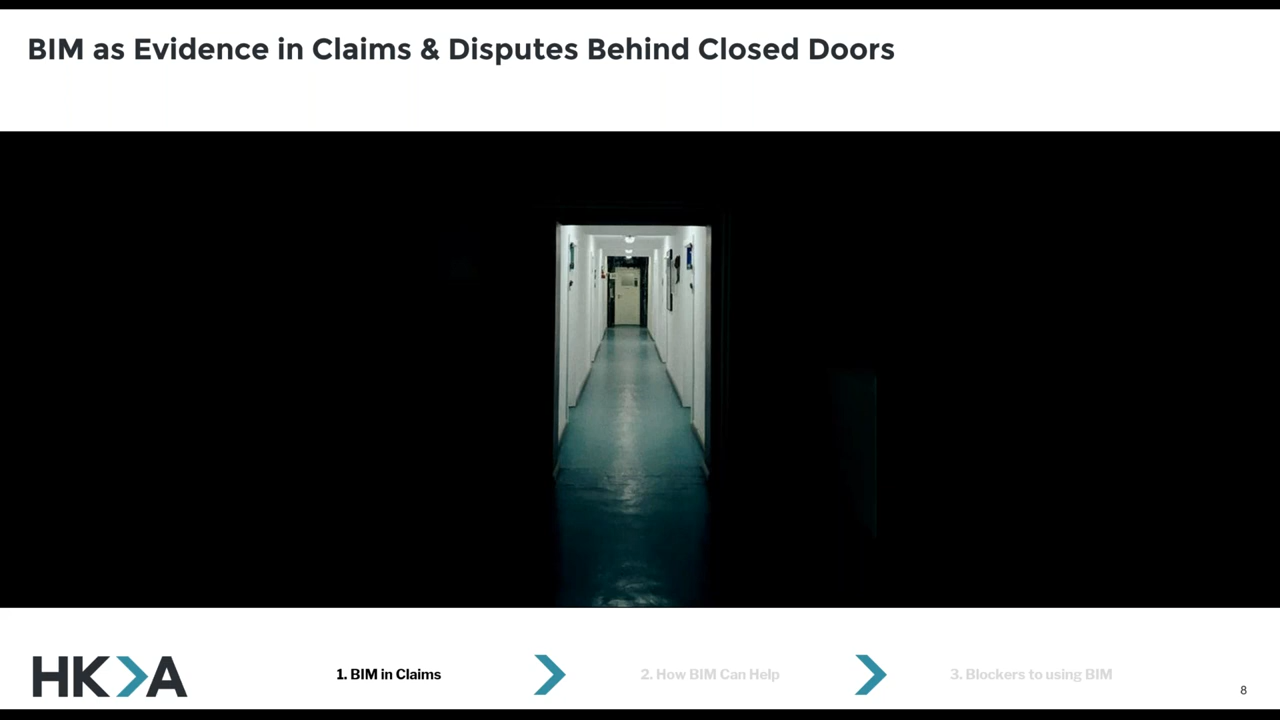 BIM as Evidence in Claims & Disputes Behind Closed Doors
HKA
1. BIM in Claims
2. How BIM Can Help
3. Blockers to using BIM
8